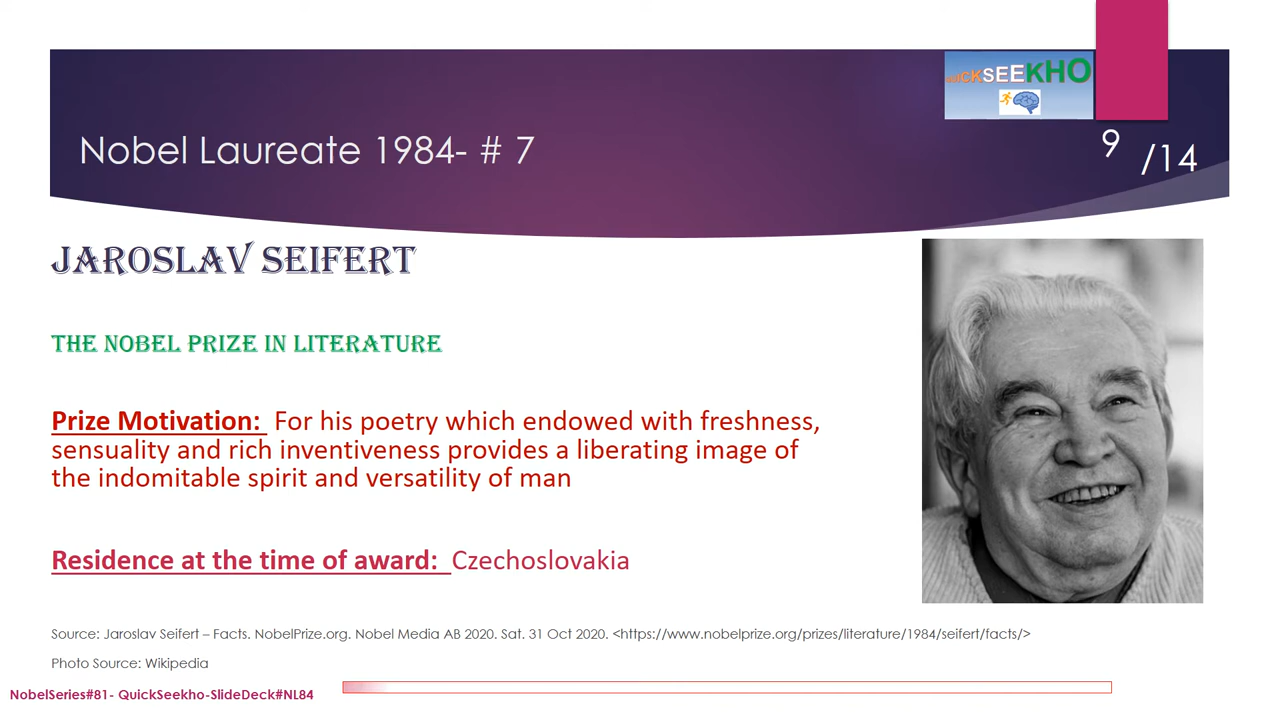 QUICKSEEKHO
Nobel Laureate 1984- # 7
9 /14
JAROSLAV SEIFERT
THE NOBEL PRIZE IN LITERATURE
Prize Motivation: For his poetry which endowed with freshness,
sensuality and rich inventiveness provides a liberating image of
the indomitable spirit and versatility of man
Residence at the time of award: Czechoslovakia
Source: Jaroslav Seifert – Facts. NobelPrize.org. Nobel Media AB 2020. Sat. 31 Oct 2020. <https://www.nobelprize.org/prizes/literature/1984/seifert/facts/>
Photo Source: Wikipedia
NobelSeries#81- QuickSeekho-SlideDeck#NL84